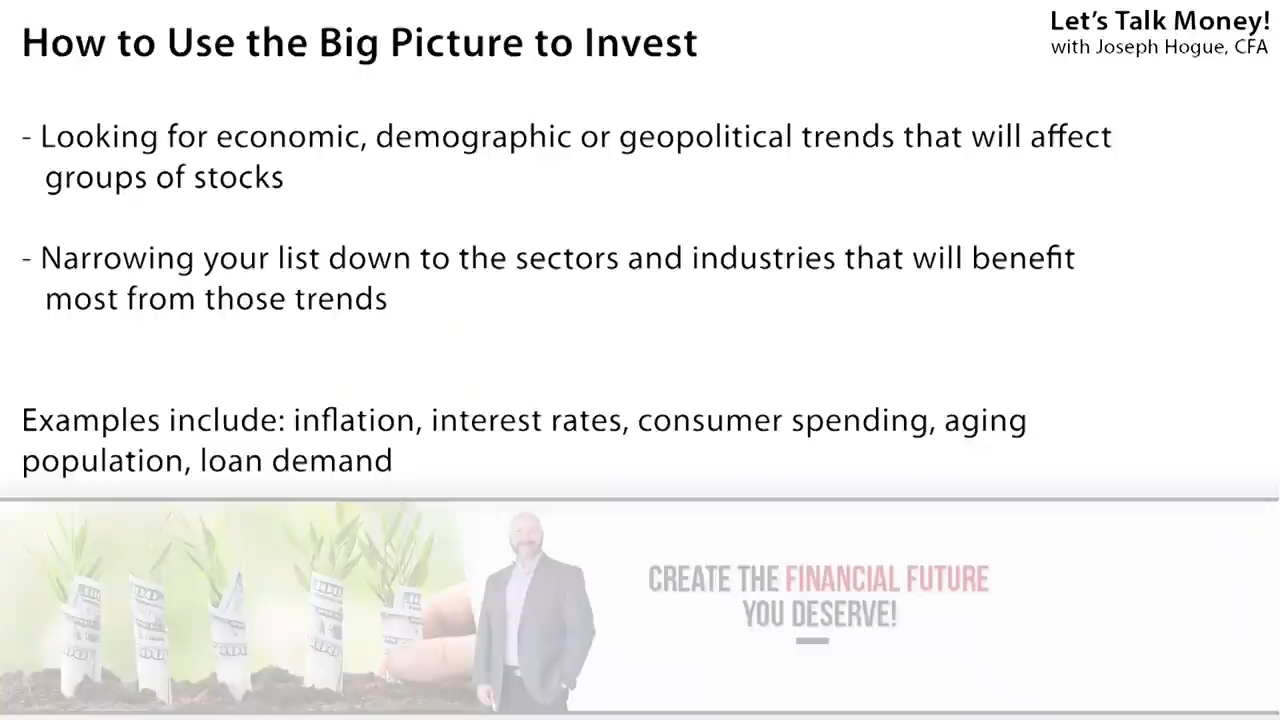 How to Use the Big Picture to Invest
Let's Talk Money!
with Joseph Hogue, CFA
- Looking for economic, demographic or geopolitical trends that will affect
groups of stocks
- Narrowing your list down to the sectors and industries that will benefit
most from those trends
Examples include: inflation, interest rates, consumer spending, aging
population, loan demand
CREATE THE FINANCIAL FUTURE
YOU DESERVE!